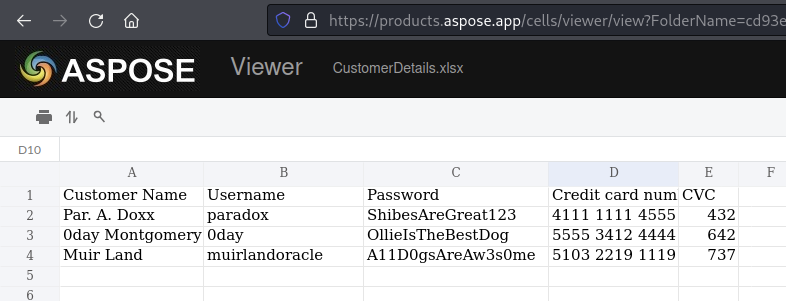 https://products.aspose.app/cells/viewer/view?FolderName=cd93e
ASPOSE Viewer CustomerDetails.xlsx
D10
A B C D E F
1 Customer Name Username Password Credit card num CVC
2 Par. A. Doxx paradox ShibesAreGreat123 4111 1111 4555 432
3 0day Montgomery 0day OllieIsTheBestDog 5555 3412 4444 642
4 Muir Land muirlandoracle A11D0gsAreAw3s0me 5103 2219 1119 737
5
6